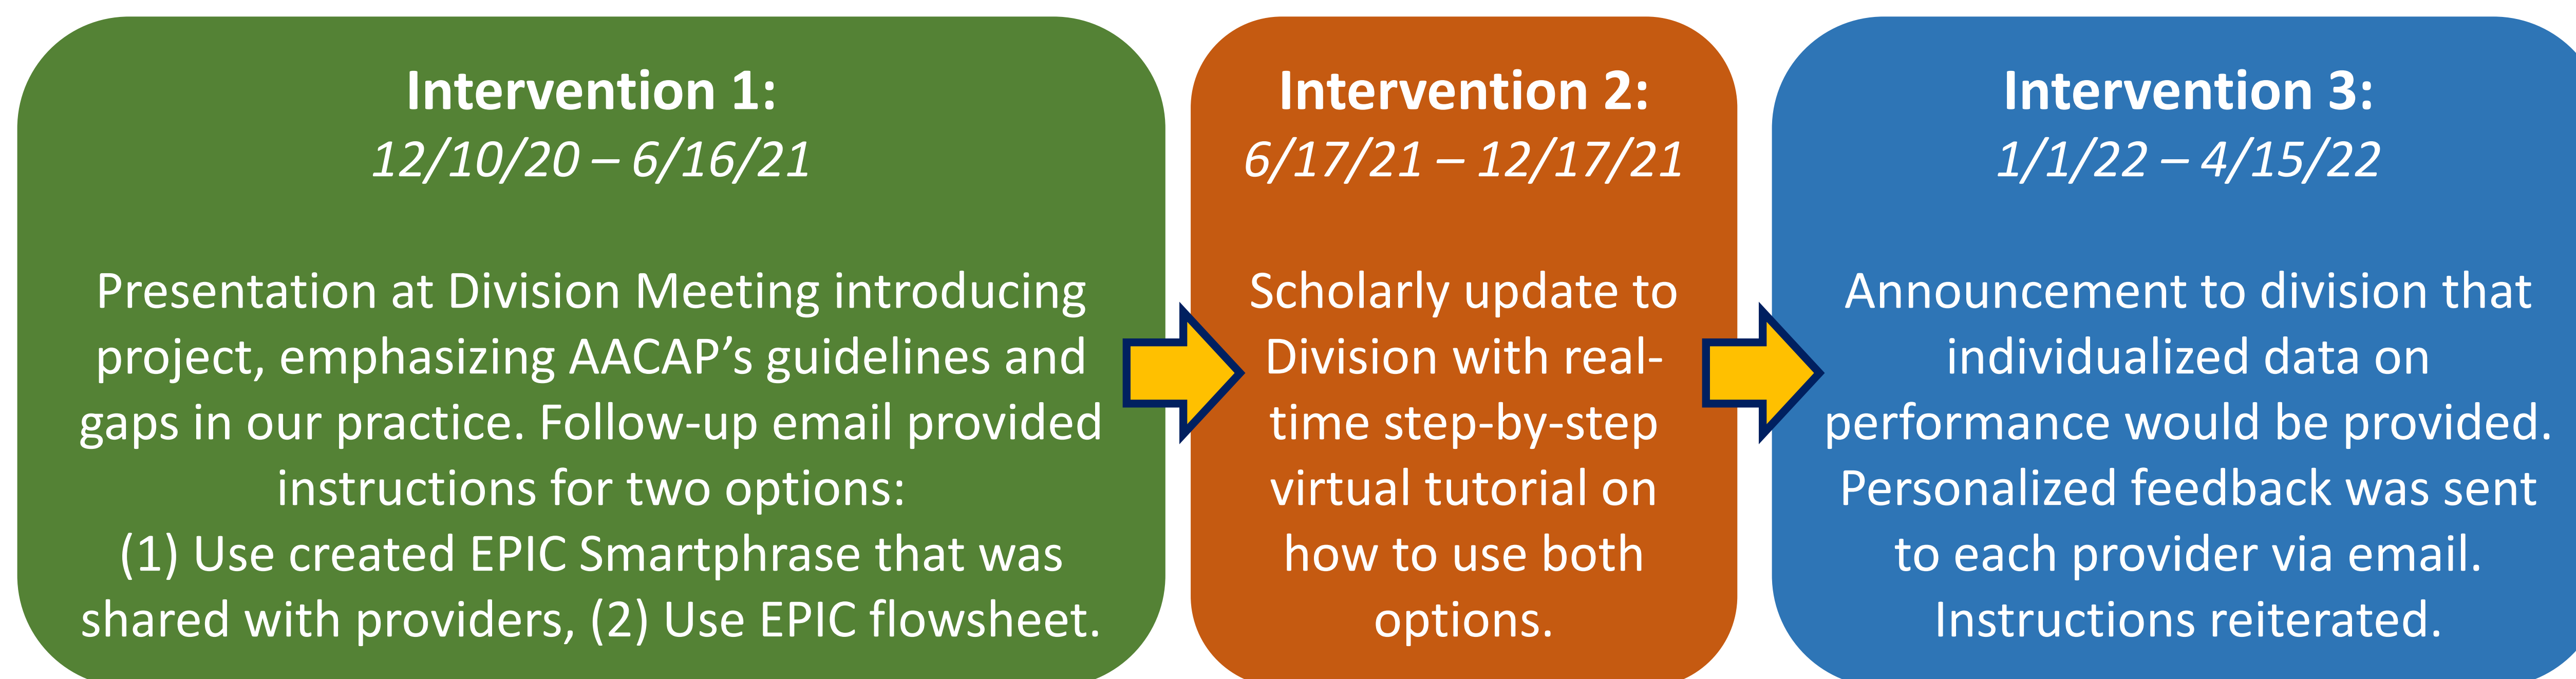 Intervention 1:
12/10/20 – 6/16/21
Presentation at Division Meeting introducing
project, emphasizing AACAP’s guidelines and
gaps in our practice. Follow-up email provided
instructions for two options:
(1) Use created EPIC Smartphrase that was
shared with providers, (2) Use EPIC flowsheet.
Intervention 2:
6/17/21 – 12/17/21
Scholarly update to
Division with real-
time step-by-step
virtual tutorial on
how to use both
options.
Intervention 3:
1/1/22 – 4/15/22
Announcement to division that
individualized data on
performance would be provided.
Personalized feedback was sent
to each provider via email.
Instructions reiterated.